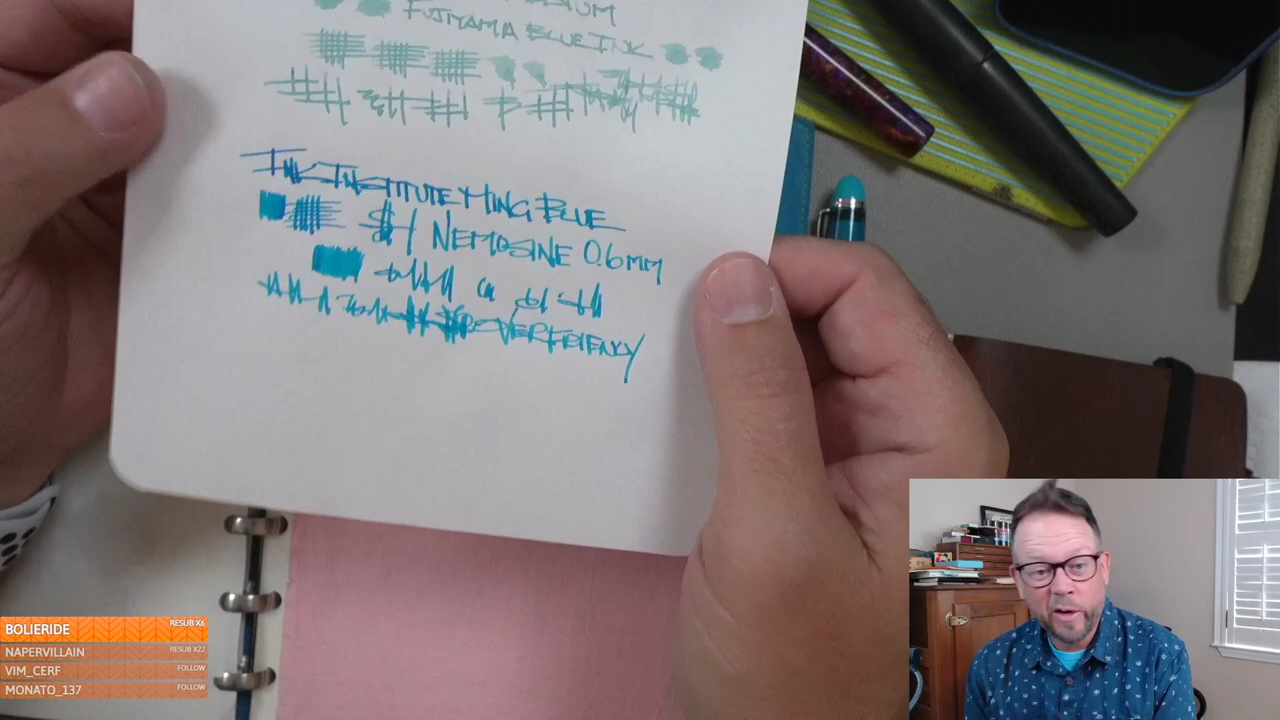 FUJIYAMA BLUE INK
INK INSTITUTE MING BLUE
NEMOSINE 0.6MM
BOLIERIDE RESUB X6
NAPERVILLAIN RESUB X22
VIM_CERF FOLLOW
MONATO_137 FOLLOW